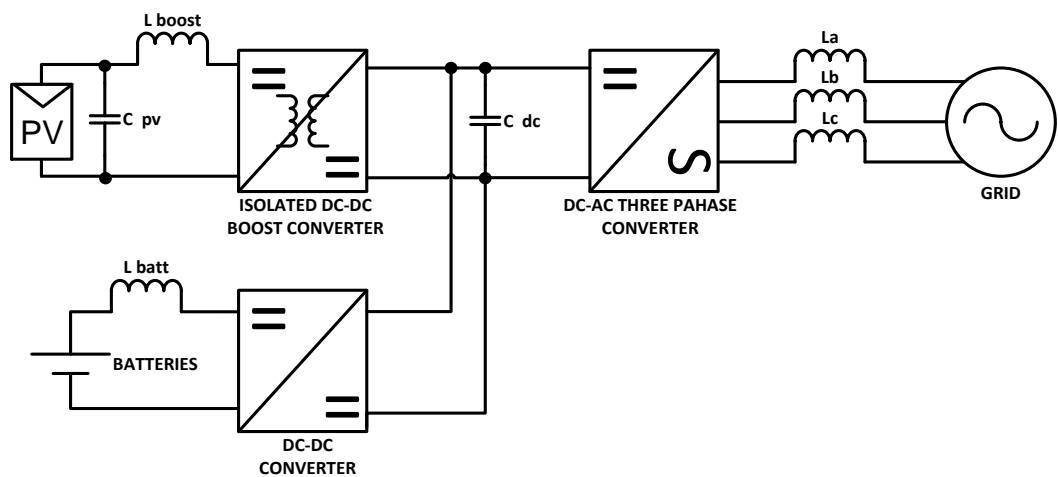 L boost
PV
C pv
ISOLATED DC-DC
BOOST CONVERTER
C dc
DC-AC THREE PAHASE
CONVERTER
La
Lb
Lc
GRID
L batt
BATTERIES
DC-DC
CONVERTER